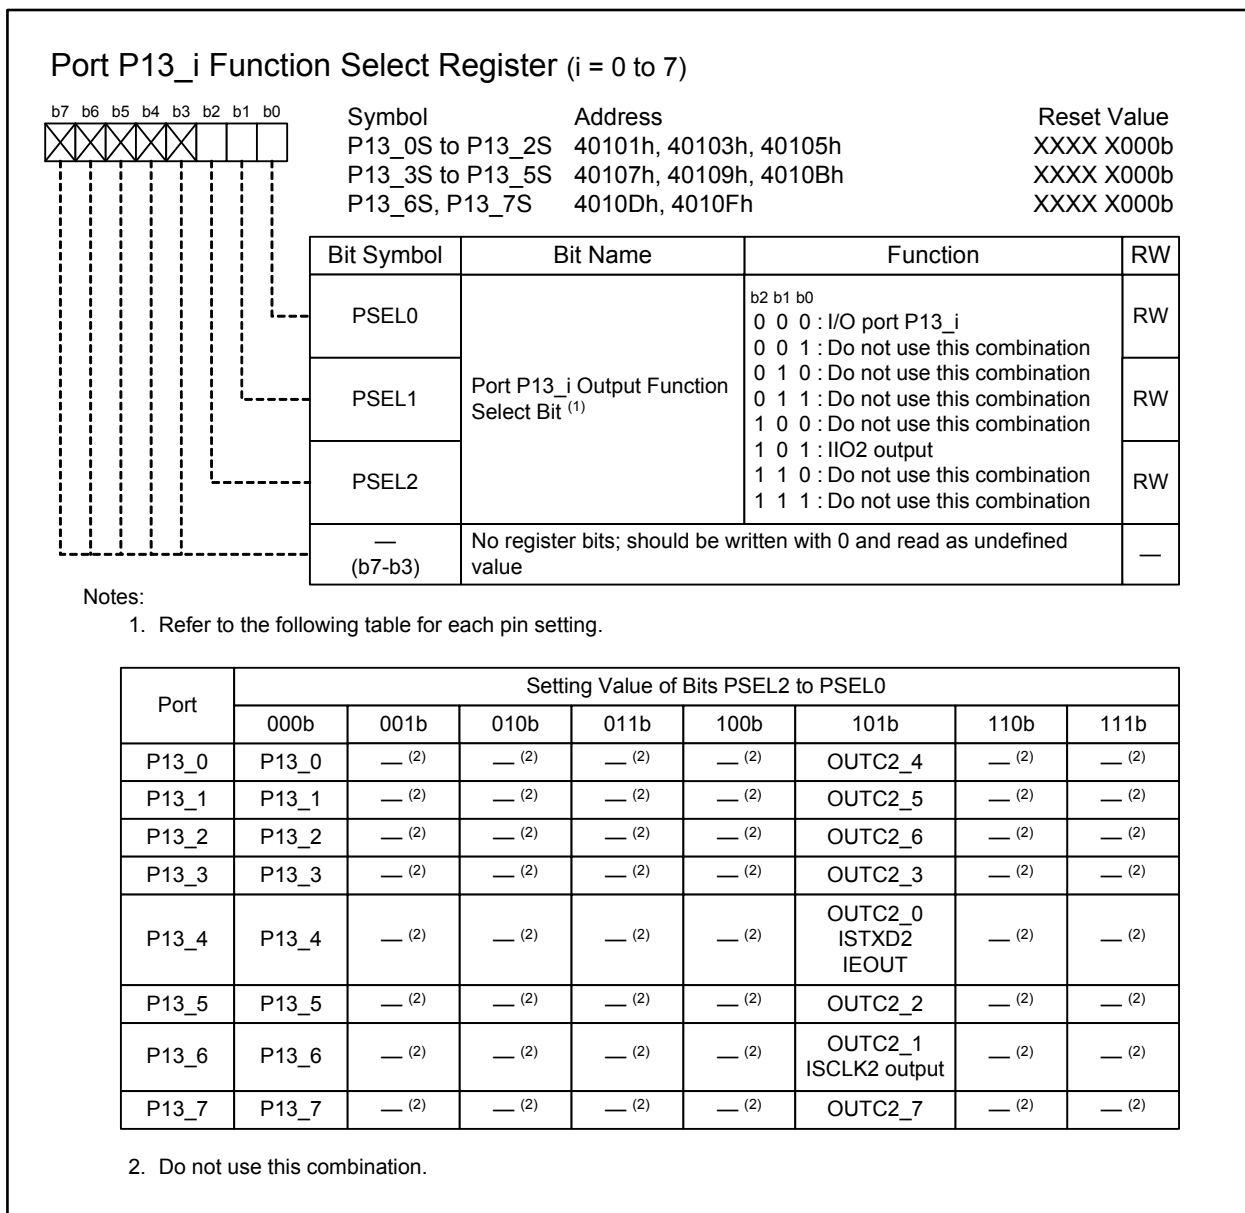 Port P13_i Function Select Register (i = 0 to 7)
b7 b6 b5 b4 b3 b2 b1 b0
Symbol Address Reset Value
P13_0S to P13_2S 40101h, 40103h, 40105h XXXX X000b
P13_3S to P13_5S 40107h, 40109h, 4010Bh XXXX X000b
P13_6S, P13_7S 4010Dh, 4010Fh XXXX X000b
Bit Symbol Bit Name Function RW
PSEL0 RW
PSEL1 RW
PSEL2 RW
Port P13_i Output Function
Select Bit (1)
b2 b1 b0
0 0 0 : I/O port P13_i
0 0 1 : Do not use this combination
0 1 0 : Do not use this combination
0 1 1 : Do not use this combination
1 0 0 : Do not use this combination
1 0 1 : IIO2 output
1 1 0 : Do not use this combination
1 1 1 : Do not use this combination
—
(b7-b3)
No register bits; should be written with 0 and read as undefined
value
—
Notes:
1. Refer to the following table for each pin setting.
Port Setting Value of Bits PSEL2 to PSEL0
000b 001b 010b 011b 100b 101b 110b 111b
P13_0 P13_0 — (2) — (2) — (2) — (2) OUTC2_4 — (2) — (2)
P13_1 P13_1 — (2) — (2) — (2) — (2) OUTC2_5 — (2) — (2)
P13_2 P13_2 — (2) — (2) — (2) — (2) OUTC2_6 — (2) — (2)
P13_3 P13_3 — (2) — (2) — (2) — (2) OUTC2_3 — (2) — (2)
P13_4 P13_4 — (2) — (2) — (2) — (2) OUTC2_0
ISTXD2
IEOUT — (2) — (2)
P13_5 P13_5 — (2) — (2) — (2) — (2) OUTC2_2 — (2) — (2)
P13_6 P13_6 — (2) — (2) — (2) — (2) OUTC2_1
ISCLK2 output — (2) — (2)
P13_7 P13_7 — (2) — (2) — (2) — (2) OUTC2_7 — (2) — (2)
2. Do not use this combination.